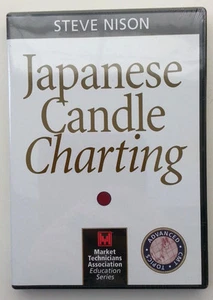 STEVE NISON
Japanese
Candle
Charting
Market
Technicians
Association
Education
Series
ADVANCED
TOPICS